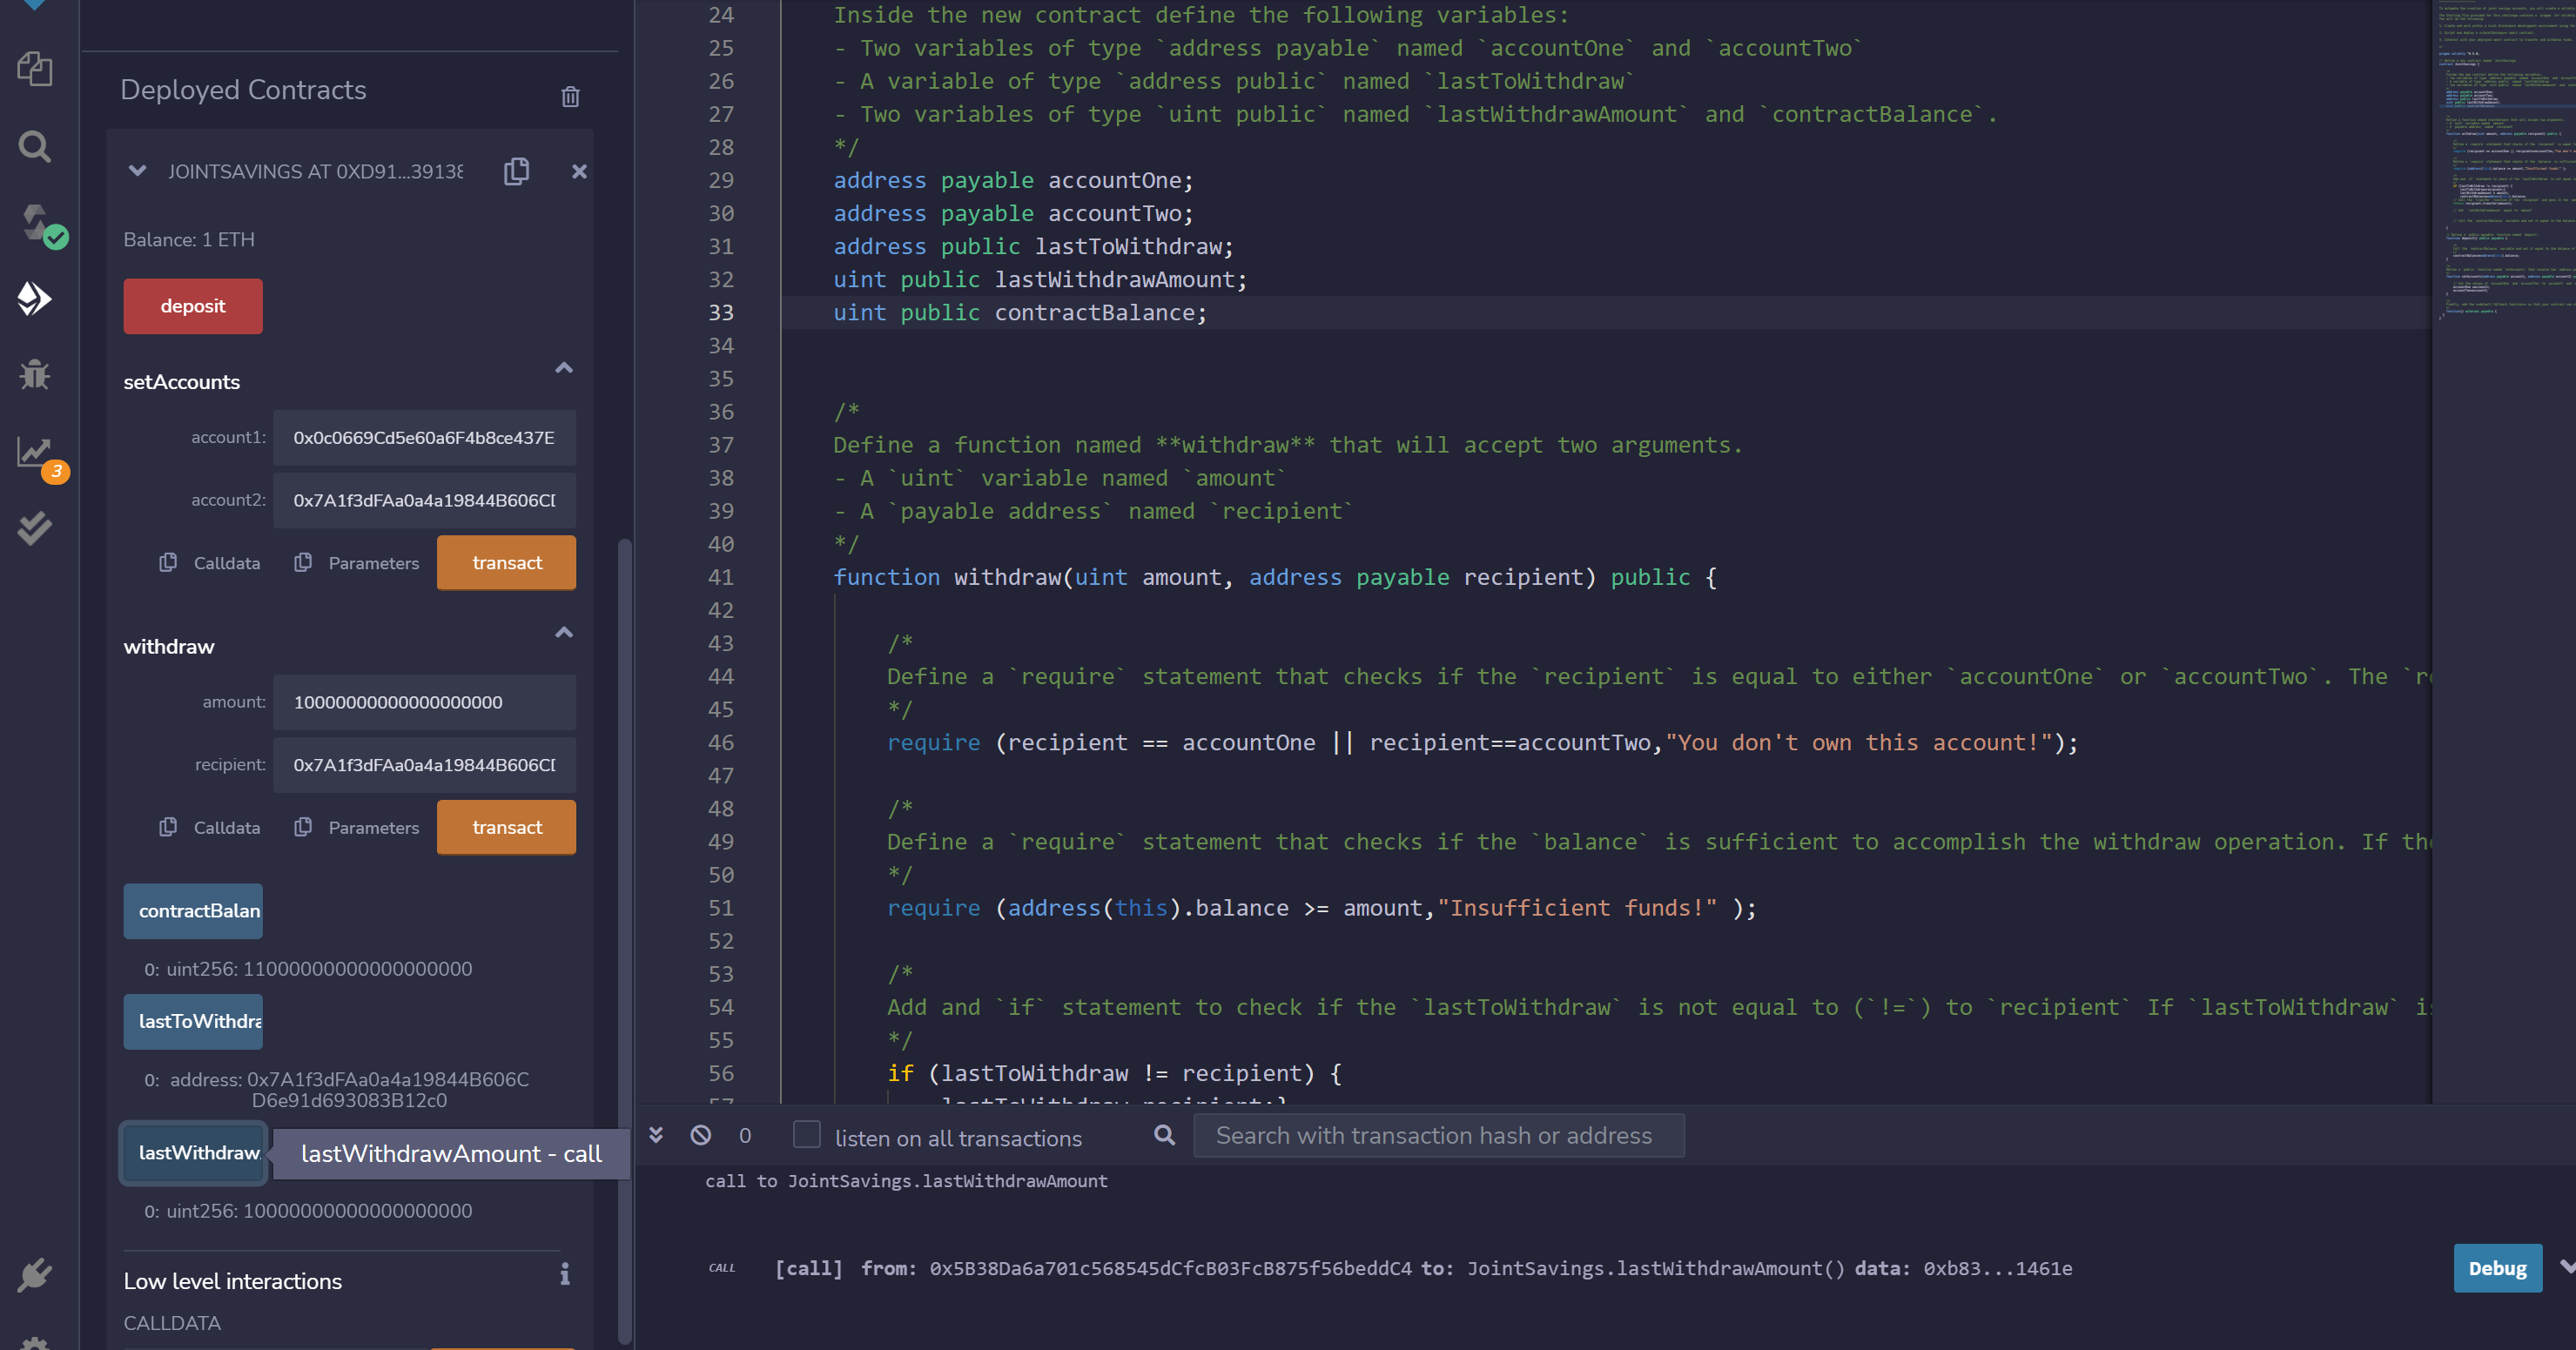 Deployed Contracts
JOINTSAVINGS AT 0XD91...39138
Balance: 1 ETH
deposit
setAccounts
account1: 0x0c0669Cd5e60a6F4b8ce437E
account2: 0x7A1f3dFAa0a4a19844B606C
Calldata Parameters transact
withdraw
amount: 10000000000000000000
recipient: 0x7A1f3dFAa0a4a19844B606C
Calldata Parameters transact
contractBalan
0: uint256: 11000000000000000000
lastToWithdra
0: address: 0x7A1f3dFAa0a4a19844B606C
D6e91d693083B12c0
lastWithdraw
lastWithdrawAmount - call
0: uint256: 10000000000000000000
Low level interactions
CALLDATA
3
24 Inside the new contract define the following variables:
25 - Two variables of type `address payable` named `accountOne` and `accountTwo`
26 - A variable of type `address public` named `lastToWithdraw`
27 - Two variables of type `uint public` named `lastWithdrawAmount` and `contractBalance`.
28 */
29 address payable accountOne;
30 address payable accountTwo;
31 address public lastToWithdraw;
32 uint public lastWithdrawAmount;
33 uint public contractBalance;
34
35
36 /*
37 Define a function named **withdraw** that will accept two arguments.
38 - A `uint` variable named `amount`
39 - A `payable address` named `recipient`
40 */
41 function withdraw(uint amount, address payable recipient) public {
42
43 /*
44 Define a `require` statement that checks if the `recipient` is equal to either `accountOne` or `accountTwo`. The `r
45 */
46 require (recipient == accountOne || recipient==accountTwo,"You don't own this account!");
47
48 /*
49 Define a `require` statement that checks if the `balance` is sufficient to accomplish the withdraw operation. If th
50 */
51 require (address(this).balance >= amount,"Insufficient funds!" );
52
53 /*
54 Add and `if` statement to check if the `lastToWithdraw` is not equal to (`!=`) to `recipient` If `lastToWithdraw` i
55 */
56 if (lastToWithdraw != recipient) {
0 listen on all transactions Search with transaction hash or address
call to JointSavings.lastWithdrawAmount
CALL [call] from: 0x5B38Da6a701c568545dCfcB03FcB875f56beddC4 to: JointSavings.lastWithdrawAmount() data: 0xb83...1461e
Debug